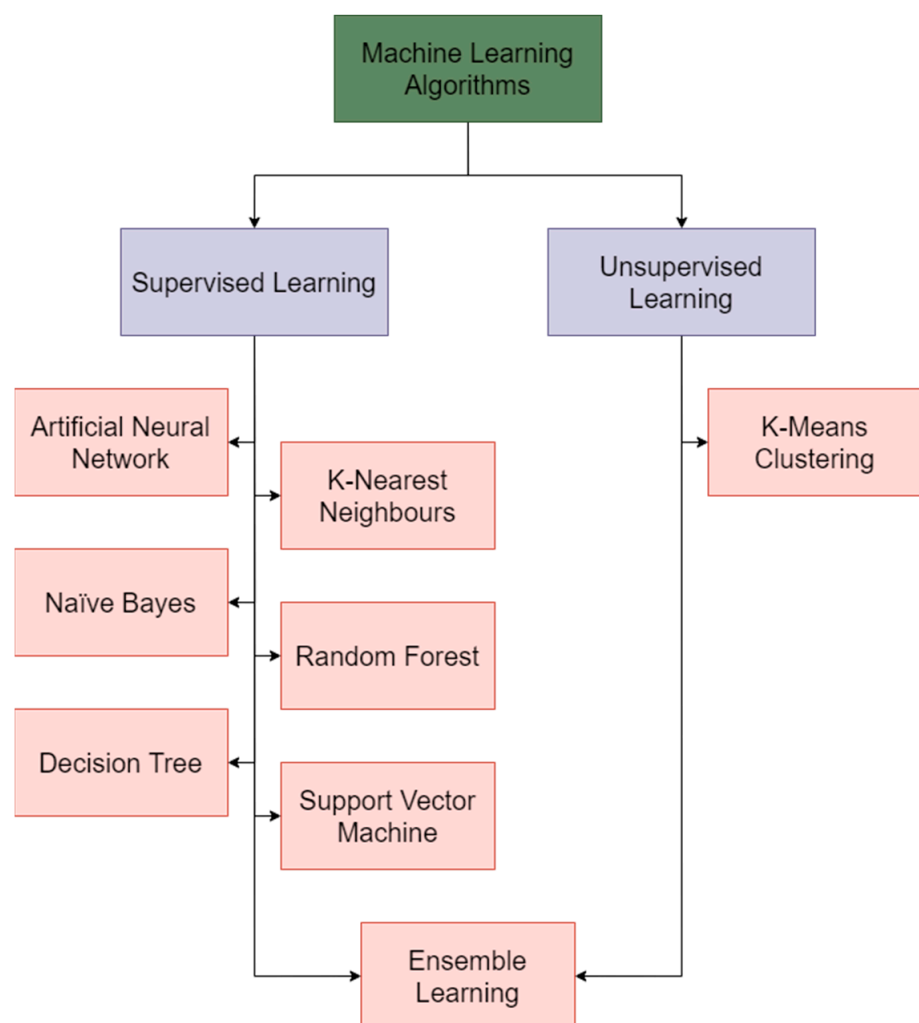 Machine Learning
Algorithms
Supervised Learning
Unsupervised
Learning
Artificial Neural
Network
K-Nearest
Neighbours
K-Means
Clustering
Naïve Bayes
Random Forest
Decision Tree
Support Vector
Machine
Ensemble
Learning